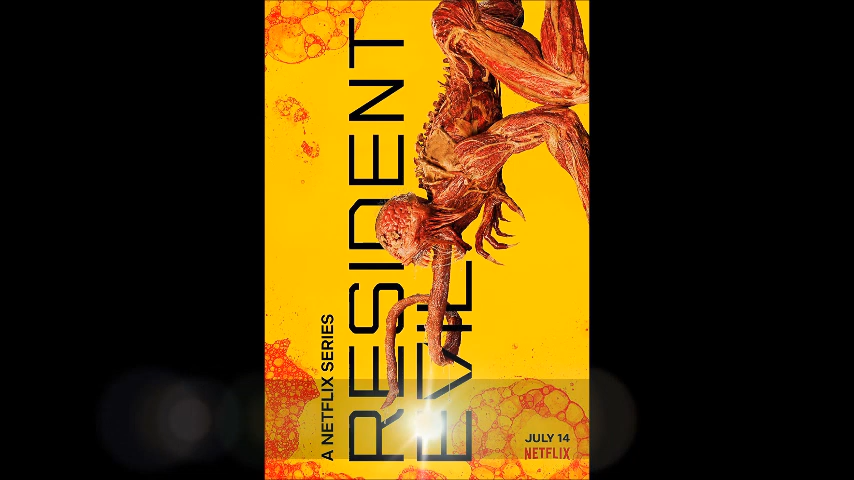 A NETFLIX SERIES
RESIDENT
EVIL
JULY 14
NETFLIX